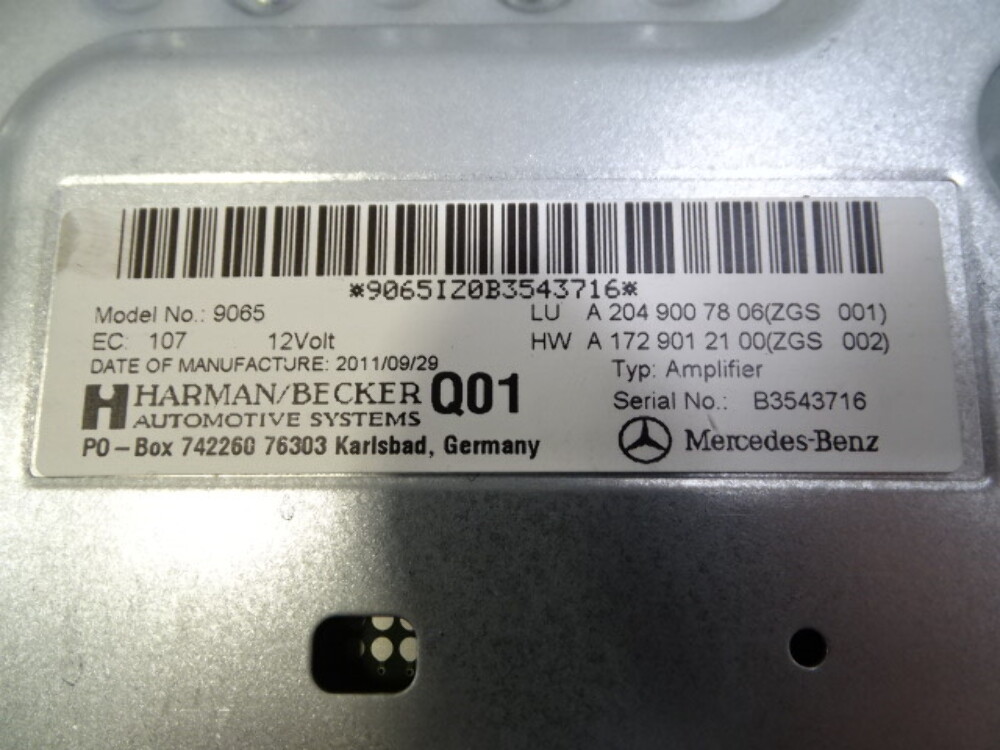 *9065IZ0B3543716*
Model No.: 9065 LU A 204 900 78 06(ZGS 001)
EC: 107 12Volt HW A 172 901 21 00(ZGS 002)
DATE OF MANUFACTURE: 2011/09/29 Typ: Amplifier
HARMAN/BECKER Q01 Serial No.: B3543716
AUTOMOTIVE SYSTEMS
PO-Box 742260 76303 Karlsbad, Germany Mercedes-Benz